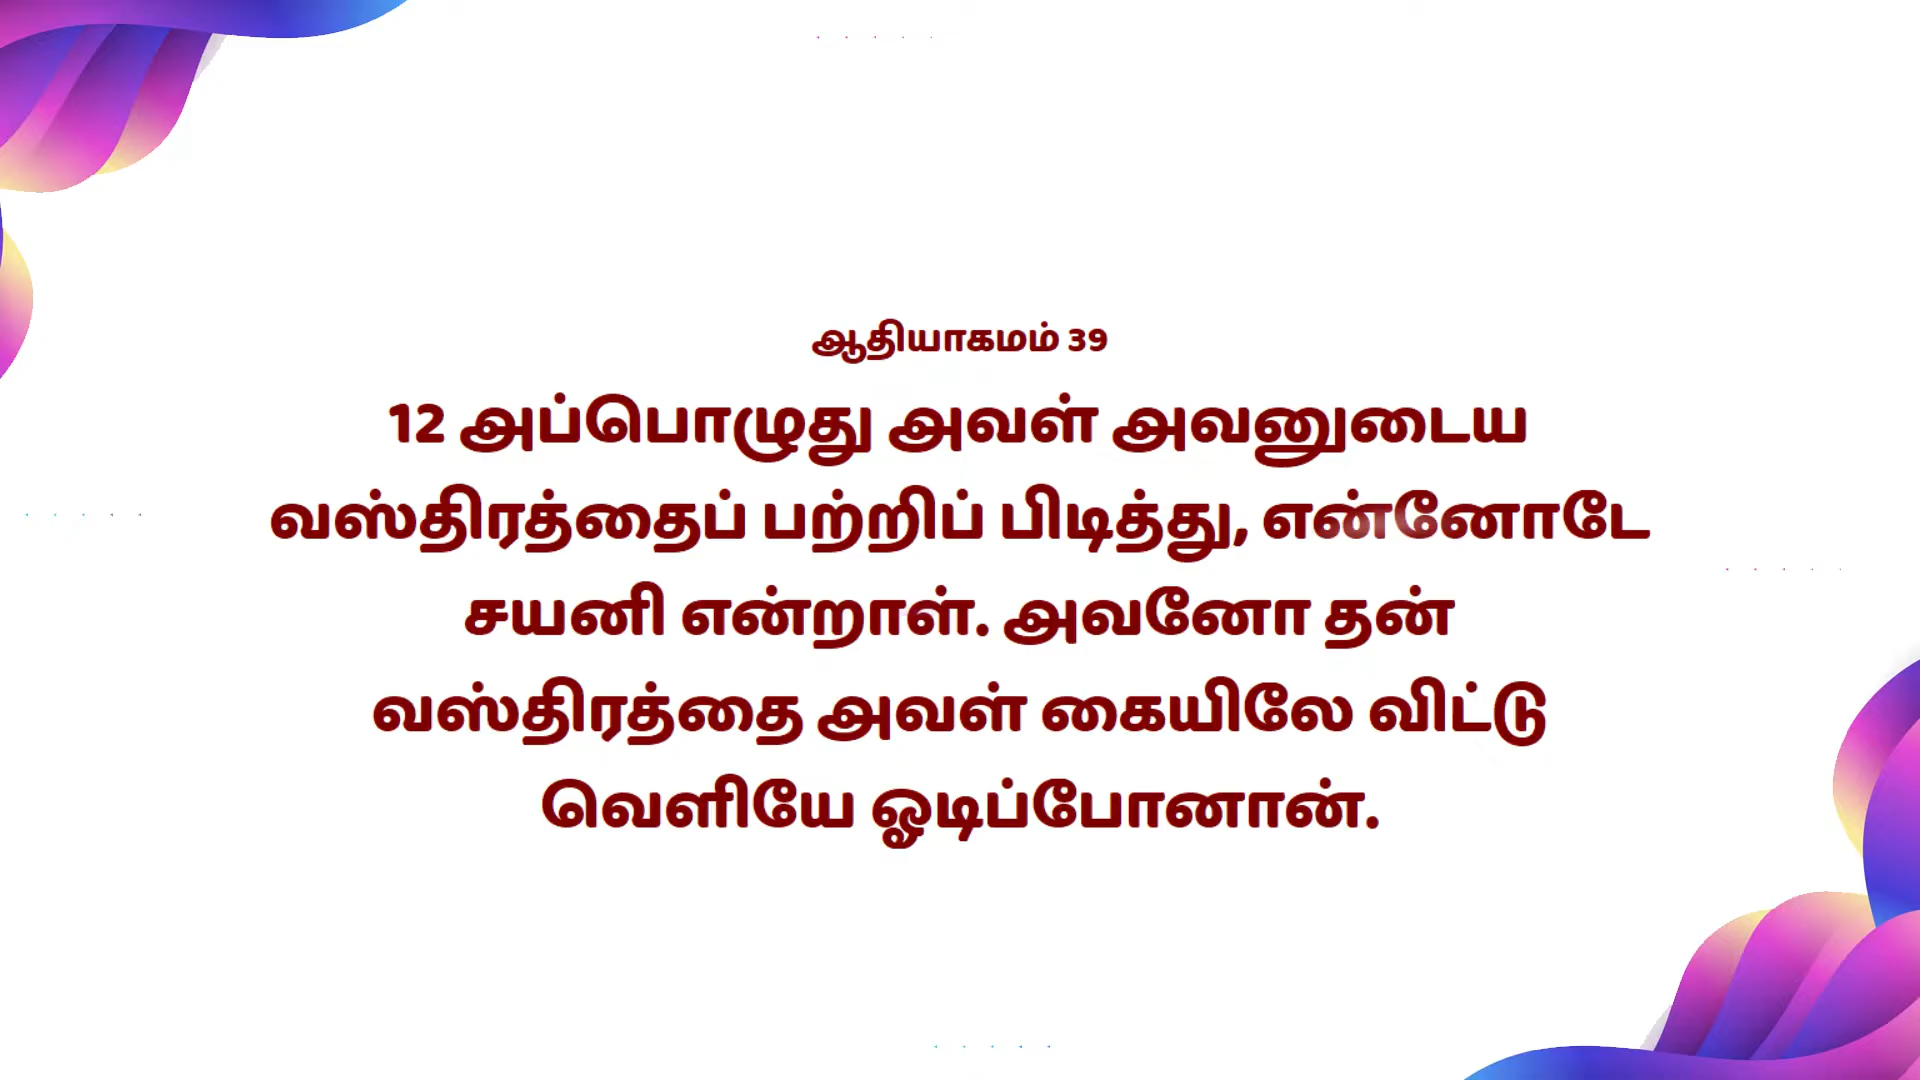 ஆதியாகமம் 39
12 அப்பொழுது அவள் அவனுடைய
வஸ்திரத்தைப் பற்றிப் பிடித்து, என்னோடே
சயனி என்றாள். அவனோ தன்
வஸ்திரத்தை அவள் கையிலே விட்டு
வெளியே ஓடிப்போனான்.